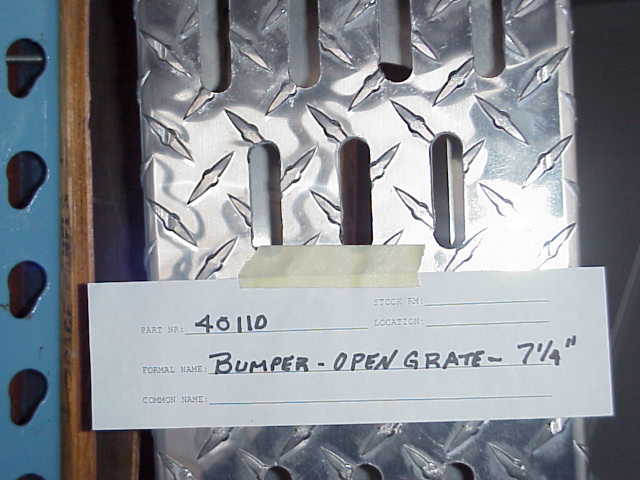 STOCK RM:
PART NR: 40110 LOCATION:
FORMAL NAME: BUMPER - OPEN GRATE - 7 1/4"
COMMON NAME: